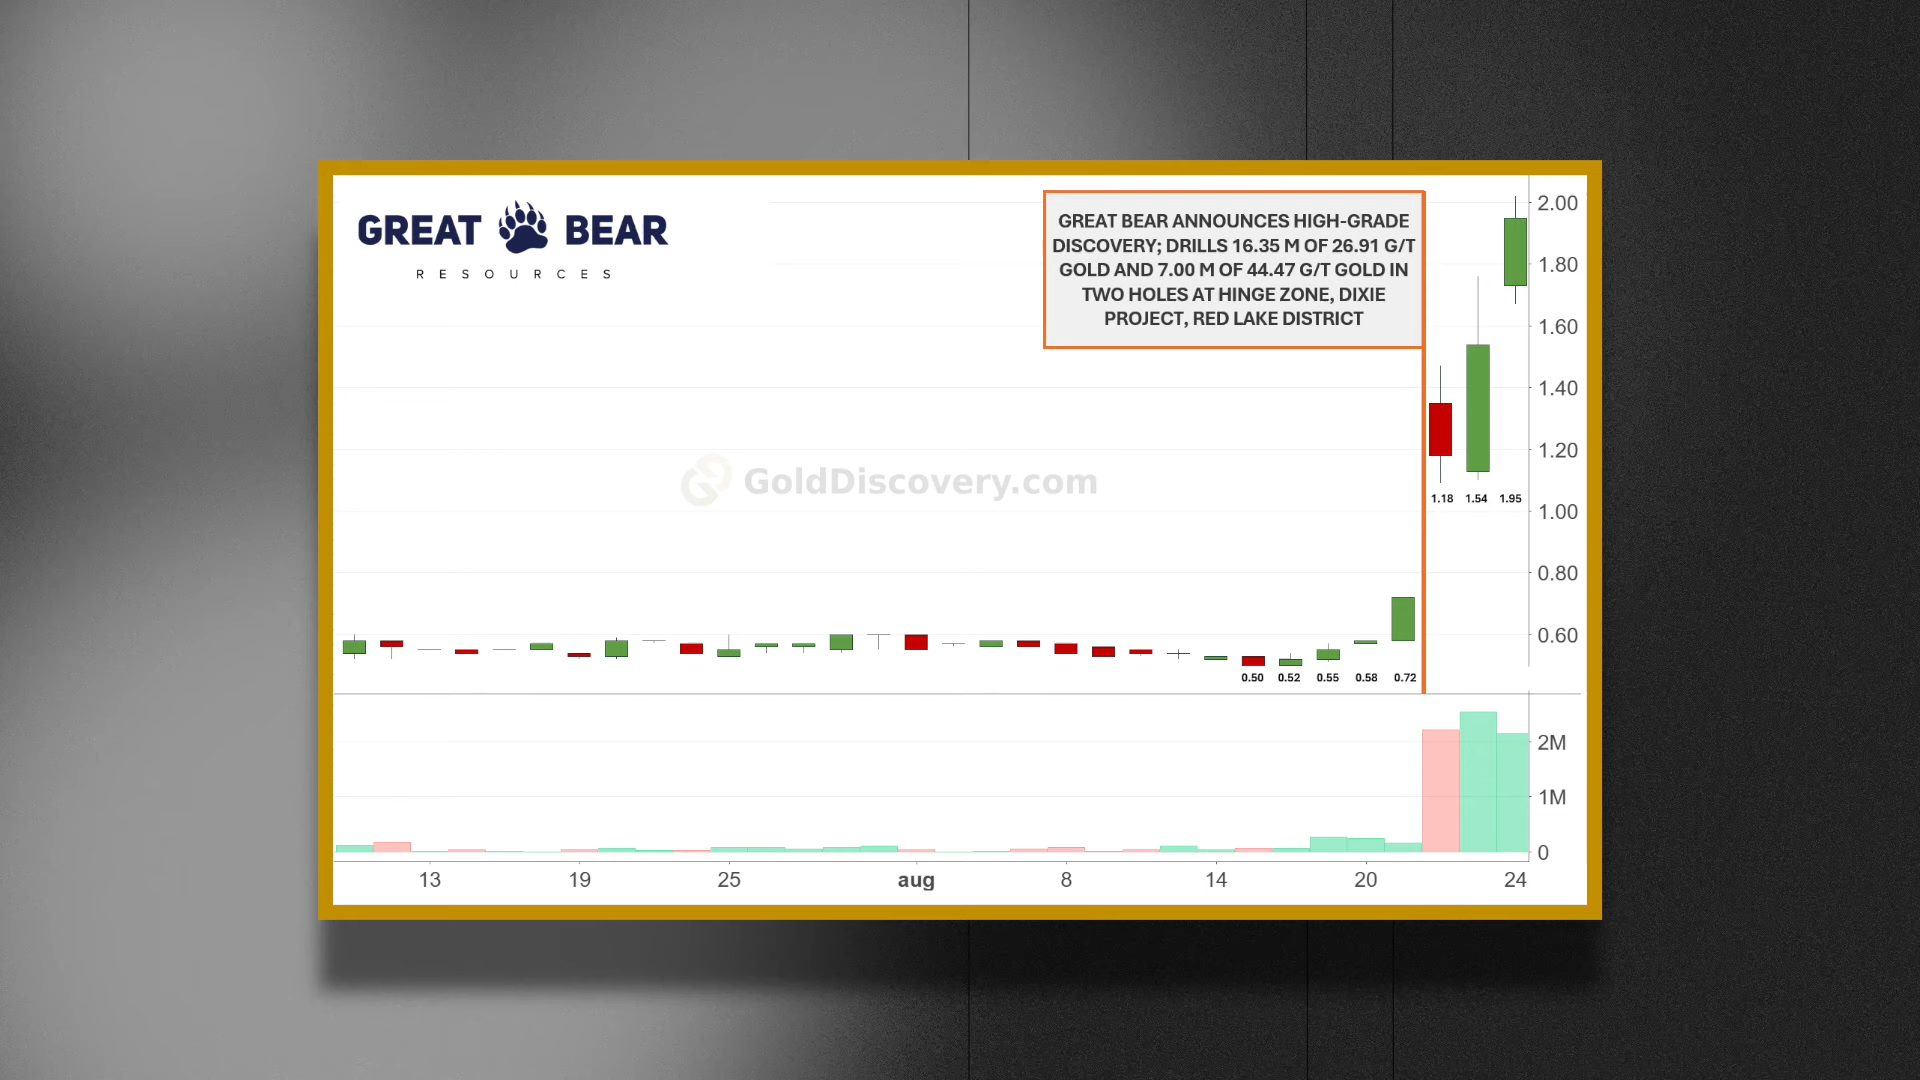 GREAT BEAR
RESOURCES
GREAT BEAR ANNOUNCES HIGH-GRADE
DISCOVERY; DRILLS 16.35 M OF 26.91 G/T
GOLD AND 7.00 M OF 44.47 G/T GOLD IN
TWO HOLES AT HINGE ZONE, DIXIE
PROJECT, RED LAKE DISTRICT
2.00
1.80
1.60
1.40
1.20
1.00
0.80
0.60
GoldDiscovery.com
1.18 1.54 1.95
0.50 0.52 0.55 0.58 0.72
2M
1M
0
13 19 25 aug 8 14 20 24